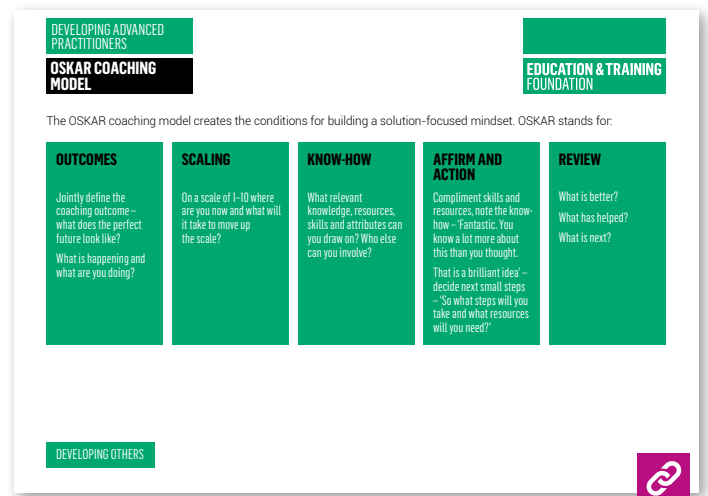 DEVELOPING ADVANCED
PRACTITIONERS
OSKAR COACHING
MODEL
EDUCATION & TRAINING
FOUNDATION
The OSKAR coaching model creates the conditions for building a solution-focused mindset. OSKAR stands for:
OUTCOMES
Jointly define the
coaching outcome –
what does the perfect
future look like?
What is happening and
what are you doing?
SCALING
On a scale of 1–10 where
are you now and what will
it take to move up
the scale?
KNOW-HOW
What relevant
knowledge, resources,
skills and attributes can
you draw on? Who else
can you involve?
AFFIRM AND
ACTION
Compliment skills and
resources, note the know-
how – ‘Fantastic. You
know a lot more about
this than you thought.
That is a brilliant idea’ –
decide next small steps
– ‘So what steps will you
take and what resources
will you need?’
REVIEW
What is better?
What has helped?
What is next?
DEVELOPING OTHERS